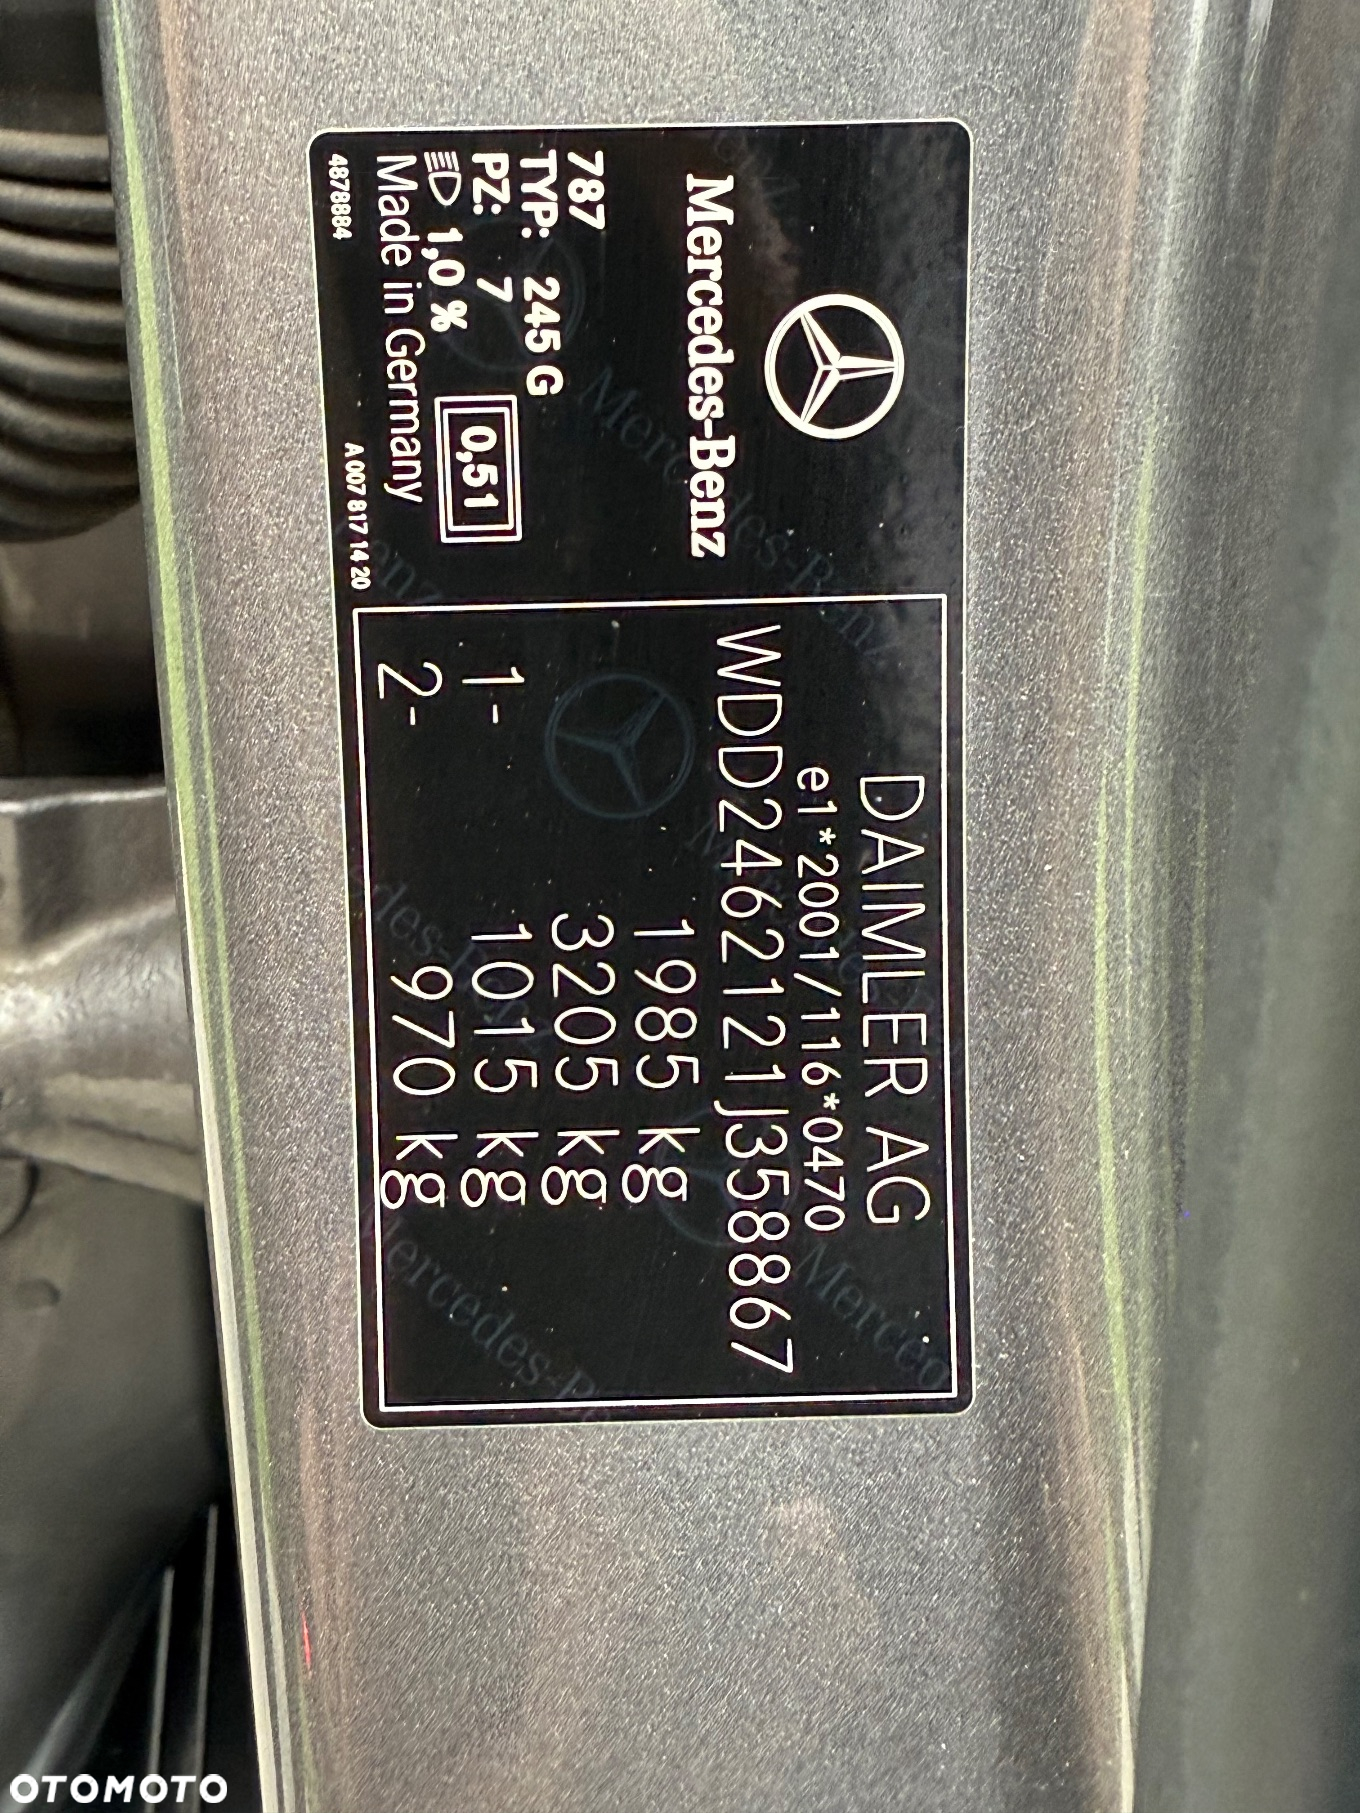 Mercedes-Benz
787
TYP: 245 G
PZ: 7
1,0 %
0,51
Made in Germany
4878884
A 007 817 14 20
DAIMLER AG
e1*2001/116*0470
WDD2462121J358867
1985 kg
3205 kg
1- 1015 kg
2- 970 kg
OTOMOTO